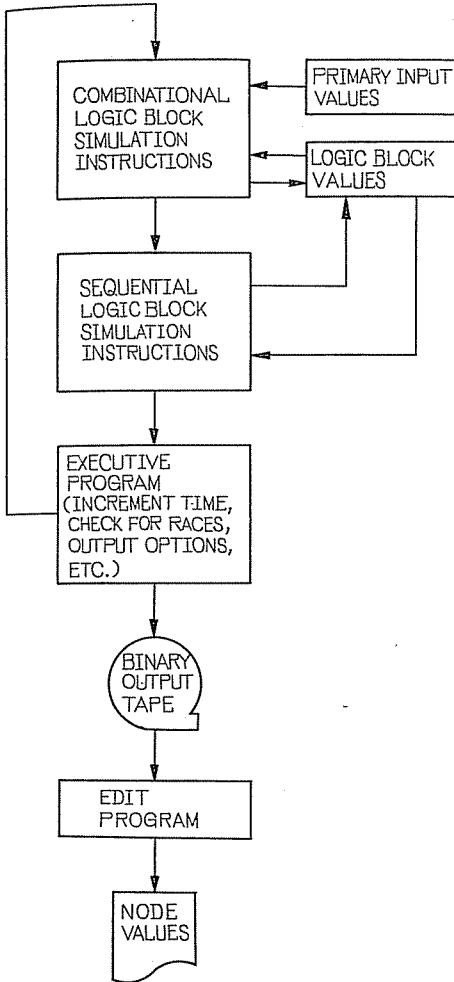 COMBINATIONAL
LOGIC BLOCK
SIMULATION
INSTRUCTIONS
PRIMARY INPUT
VALUES
LOGIC BLOCK
VALUES
SEQUENTIAL
LOGIC BLOCK
SIMULATION
INSTRUCTIONS
EXECUTIVE
PROGRAM
(INCREMENT TIME,
CHECK FOR RACES,
OUTPUT OPTIONS,
ETC.)
BINARY
OUTPUT
TAPE
EDIT
PROGRAM
NODE
VALUES